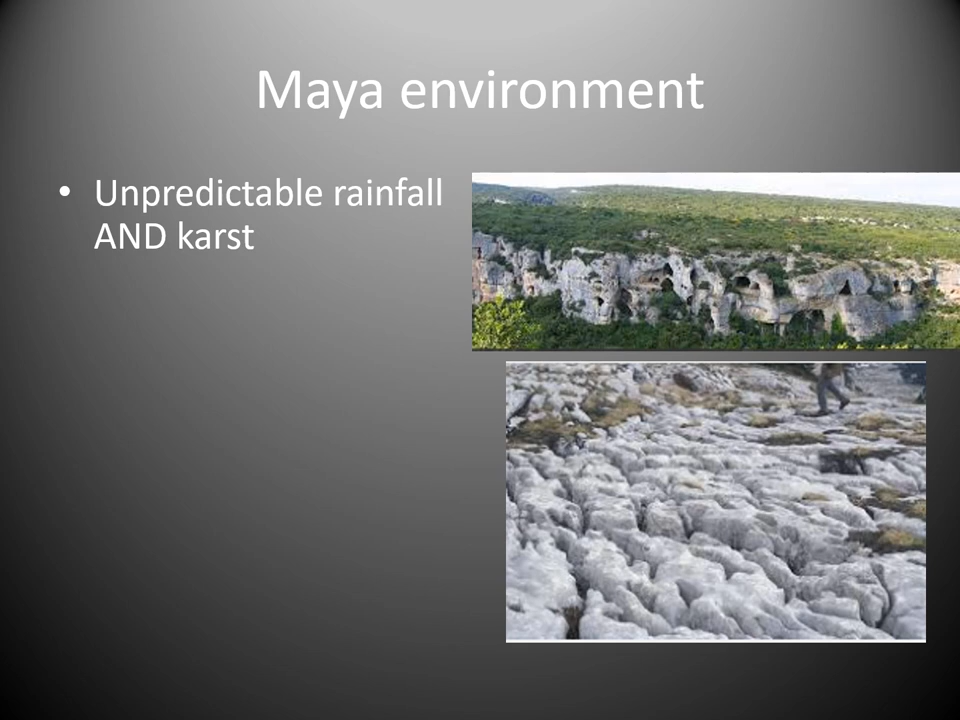 Maya environment
• Unpredictable rainfall
AND karst